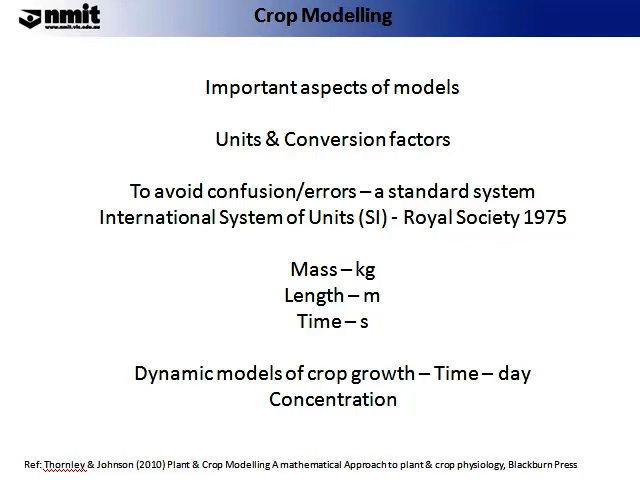 nmit
www.nmit.vic.edu.au
Crop Modelling
Important aspects of models
Units & Conversion factors
To avoid confusion/errors – a standard system
International System of Units (SI) - Royal Society 1975
Mass – kg
Length – m
Time – s
Dynamic models of crop growth – Time – day
Concentration
Ref: Thornley & Johnson (2010) Plant & Crop Modelling A mathematical Approach to plant & crop physiology, Blackburn Press